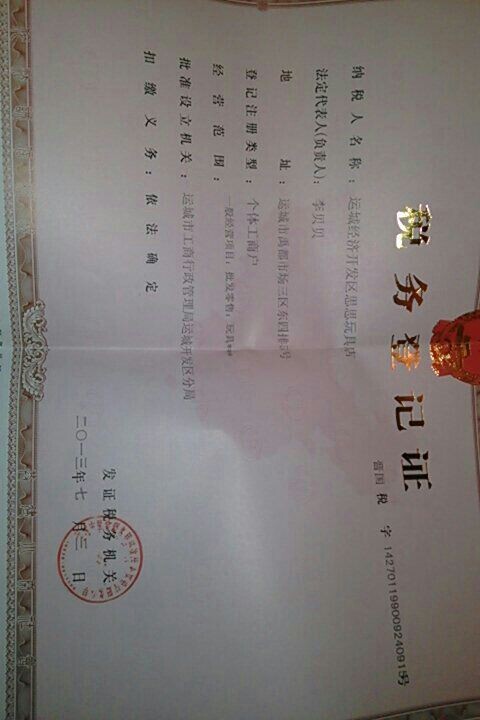 税务登记证
晋国 税 字 142701199009240915号
纳税人名称：运城经济开发区思思玩具店
法定代表人(负责人)：李贝贝
地 址：运城市禹都市场三区东四排5号
登记注册类型：个体工商户
经营范围：一般经营项目：批发零售：玩具***
批准设立机关：运城市工商行政管理局运城开发区分局
扣缴义务：依法确定
发证税务机关
二〇一三年七月三日